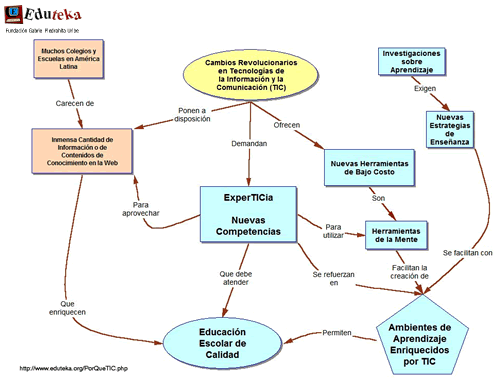 Eduteka
Fundación Gabriel Piedrahita Uribe
Muchos Colegios y
Escuelas en América
Latina
Cambios Revolucionarios
en Tecnologías de
la Información y la
Comunicación (TIC)
Investigaciones
sobre
Aprendizaje
Carecen de
Ponen a
disposición
Ofrecen
Exigen
Demandan
Nuevas
Estrategias
de
Enseñanza
Inmensa Cantidad de
Información o de
Contenidos de
Conocimiento en la Web
Nuevas Herramientas
de Bajo Costo
Para
aprovechar
ExperTICia
Nuevas
Competencias
Son
Para
utilizar
Herramientas
de la Mente
Se facilitan con
Que debe
atender
Se refuerzan
en
Facilitan la
creación de
Que
enriquecen
Educación
Escolar de
Calidad
Permiten
Ambientes de
Aprendizaje
Enriquecidos
por TIC
http://www.eduteka.org/PorQueTIC.php